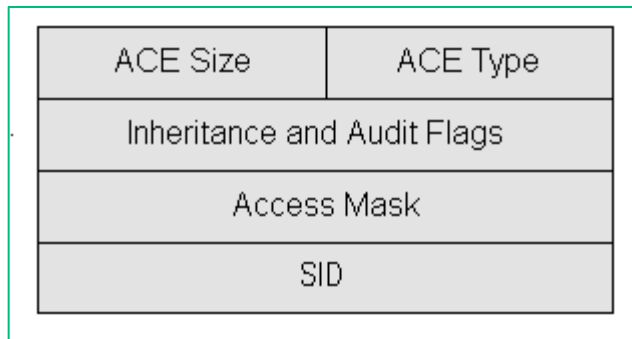 ACE Size ACE Type
Inheritance and Audit Flags
Access Mask
SID